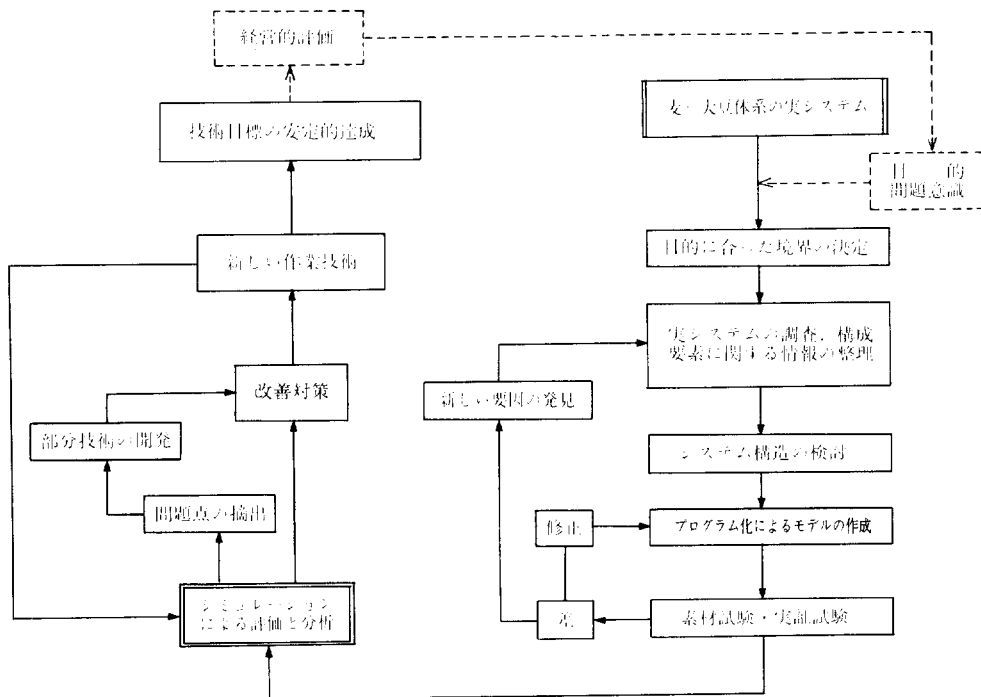 経営的評価
技術目標の安定的達成
新しい作業技術
改善対策
部分技術の開発
問題点の摘出
シミュレーション
による評価と分析
麦・大豆体系の実システム
目 的
問題意識
目的に合った境界の決定
実システムの調査,構成
要素に関する情報の整理
新しい要因の発見
システム構造の検討
修正
プログラム化によるモデルの作成
差
素材試験・実証試験